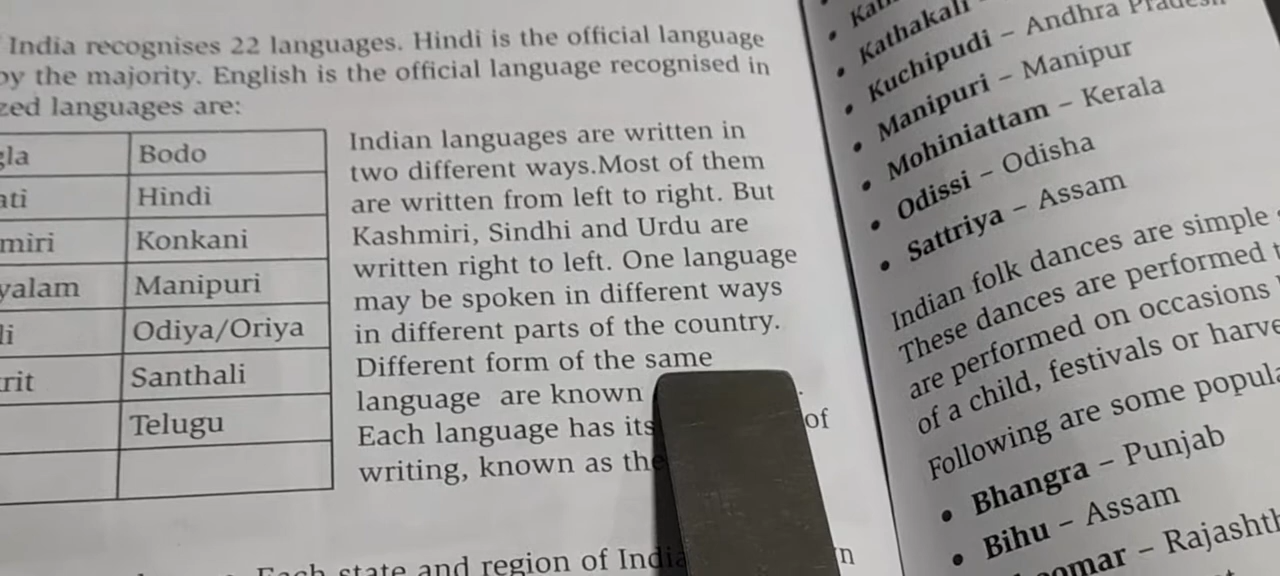 India recognises 22 languages. Hindi is the official language
by the majority. English is the official language recognised in
languages are:
Bodo
Hindi
Konkani
Manipuri
Odiya/Oriya
Santhali
Telugu
Indian languages are written in
two different ways.Most of them
are written from left to right. But
Kashmiri, Sindhi and Urdu are
written right to left. One language
may be spoken in different ways
in different parts of the country.
Different form of the same
language are known
Each language has its of
writing, known as the
Each state and region of India
Kathakali –
Kuchipudi – Andhra Pradesh
• Manipuri – Manipur
• Mohiniattam – Kerala
• Odissi – Odisha
• Sattriya – Assam
Indian folk dances are simple
These dances are performed
are performed on occasions
of a child, festivals or
Following are some
• Bhangra – Punjab
• Bihu – Assam